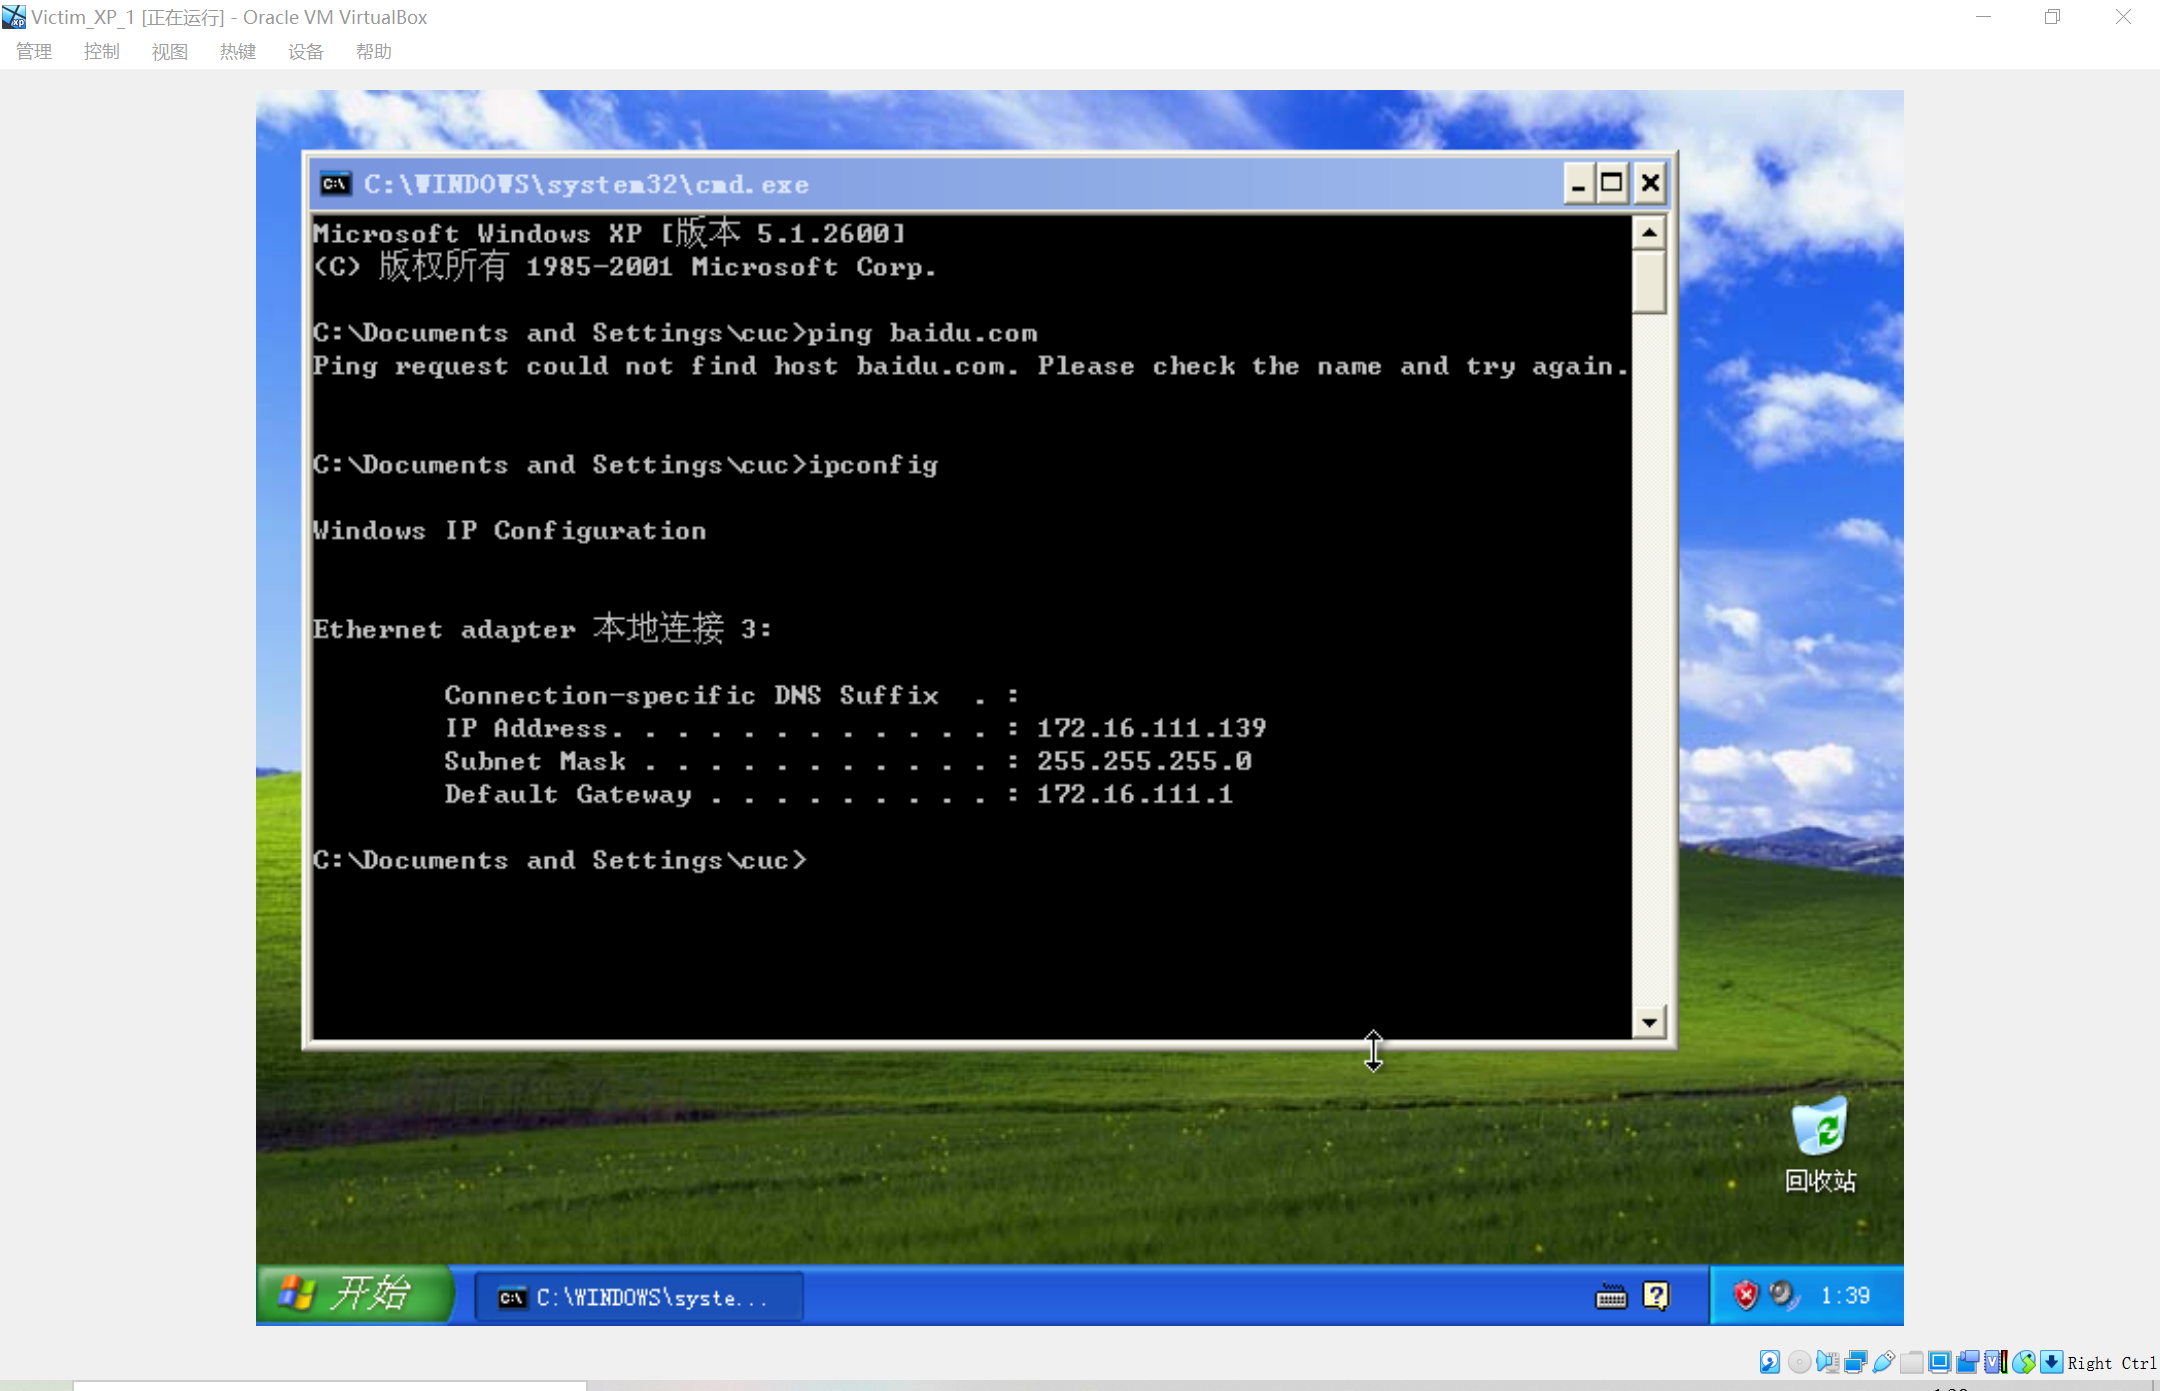 Victim_XP_1 [正在运行] - Oracle VM VirtualBox
管理 控制 视图 热键 设备 帮助
C:\WINDOWS\system32\cmd.exe
Microsoft Windows XP [版本 5.1.2600]
(C) 版权所有 1985-2001 Microsoft Corp.
C:\Documents and Settings\cuc>ping baidu.com
Ping request could not find host baidu.com. Please check the name and try again.
C:\Documents and Settings\cuc>ipconfig
Windows IP Configuration
Ethernet adapter 本地连接 3:
Connection-specific DNS Suffix  . :
IP Address. . . . . . . . . . . . : 172.16.111.139
Subnet Mask . . . . . . . . . . . : 255.255.255.0
Default Gateway . . . . . . . . . : 172.16.111.1
C:\Documents and Settings\cuc>
回收站
开始 C:\WINDOWS\syste... 1:39
Right Ctrl